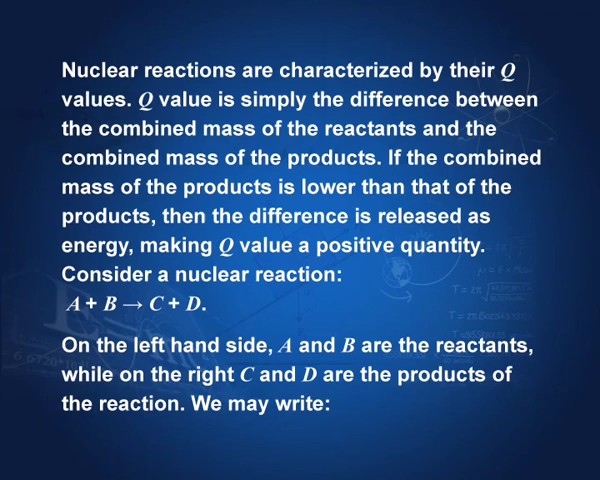 Nuclear reactions are characterized by their Q
values. Q value is simply the difference between
the combined mass of the reactants and the
combined mass of the products. If the combined
mass of the products is lower than that of the
products, then the difference is released as
energy, making Q value a positive quantity.
Consider a nuclear reaction:
A + B → C + D.
On the left hand side, A and B are the reactants,
while on the right C and D are the products of
the reaction. We may write: